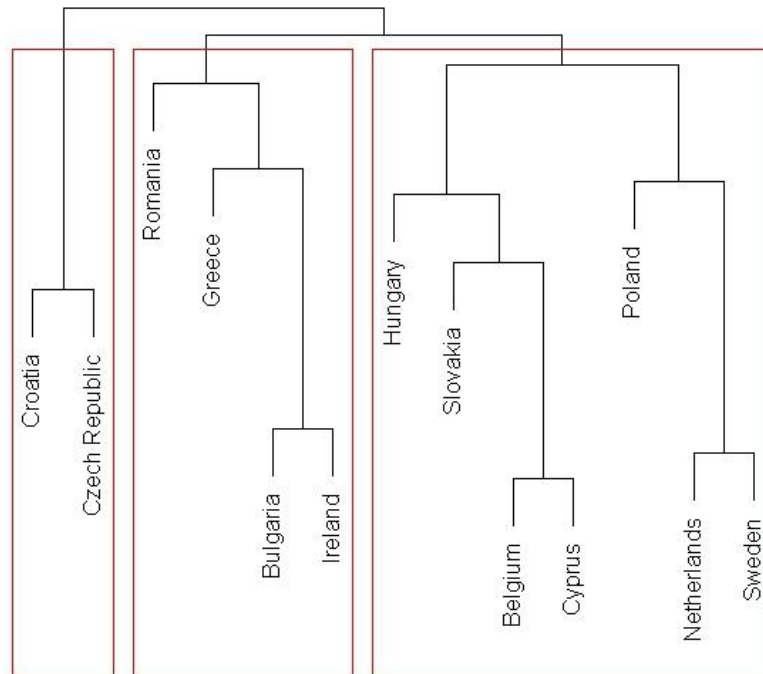 Croatia
Czech Republic
Romania
Greece
Bulgaria
Ireland
Hungary
Slovakia
Belgium
Cyprus
Poland
Netherlands
Sweden